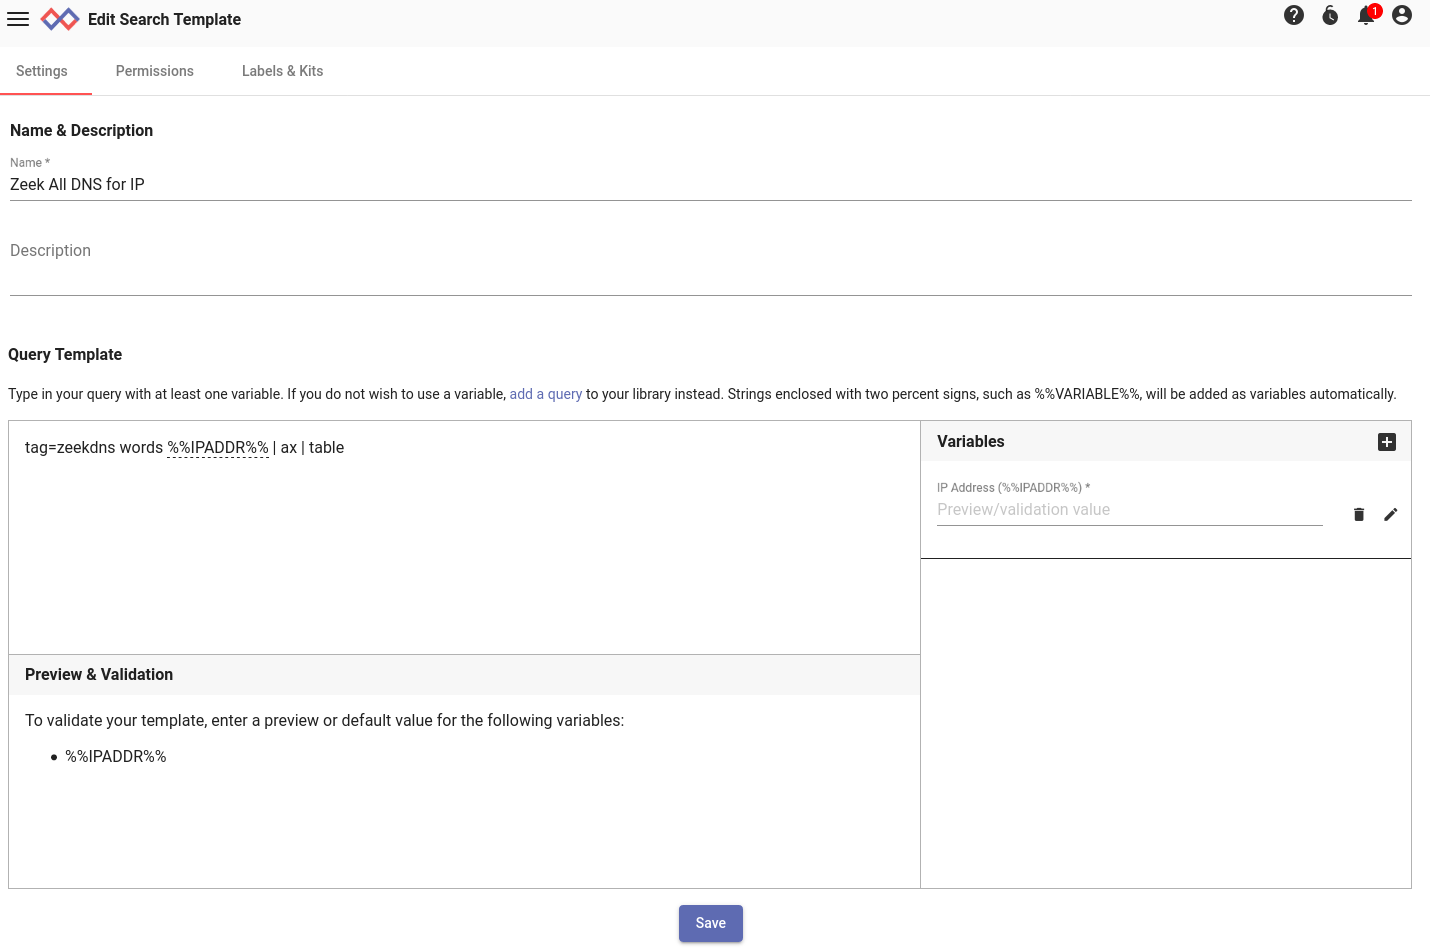 Edit Search Template
1
Settings
Permissions
Labels & Kits
Name & Description
Name *
Zeek All DNS for IP
Description
Query Template
Type in your query with at least one variable. If you do not wish to use a variable, add a query to your library instead. Strings enclosed with two percent signs, such as %%VARIABLE%%, will be added as variables automatically.
tag=zeekdns words %%IPADDR%% | ax | table
Variables
IP Address (%%IPADDR%%) *
Preview/validation value
Preview & Validation
To validate your template, enter a preview or default value for the following variables:
• %%IPADDR%%
Save